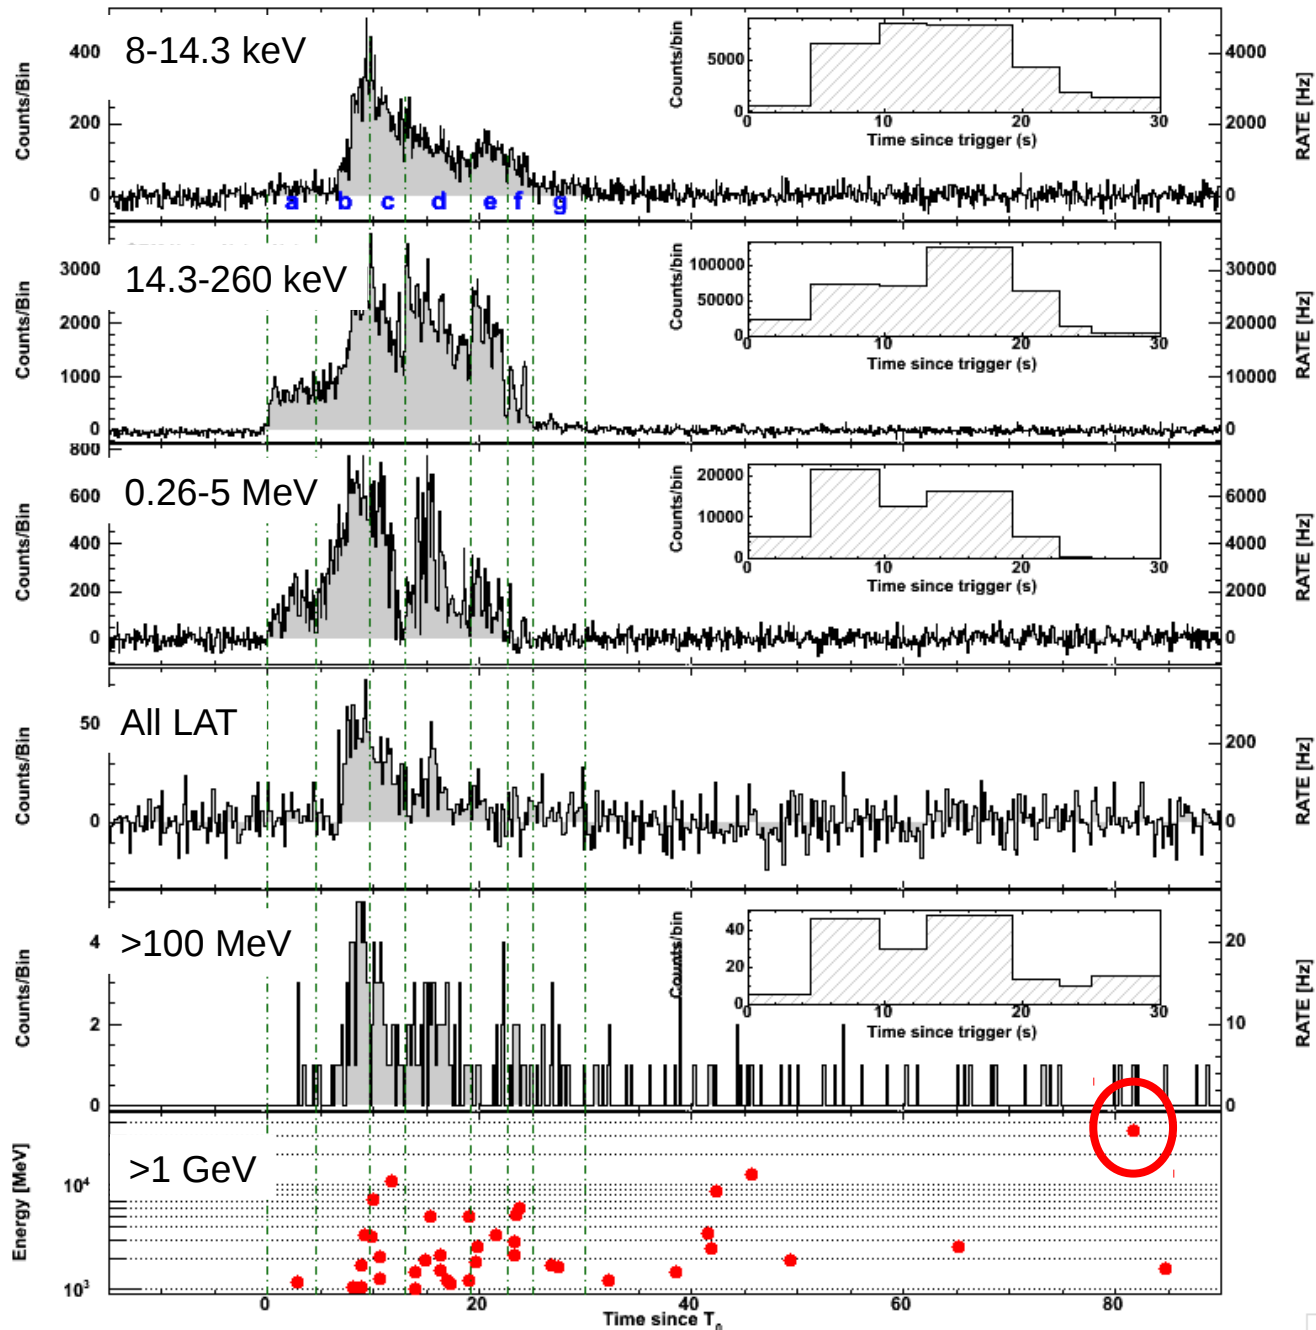 8-14.3 keV
Counts/Bin
400
200
0
a b c d e f g
Counts/bin
5000
0
0 10 20 30
Time since trigger (s)
4000
2000
0
RATE [Hz]
14.3-260 keV
Counts/Bin
3000
2000
1000
0
Counts/bin
100000
50000
0
0 10 20 30
Time since trigger (s)
30000
20000
10000
0
RATE [Hz]
0.26-5 MeV
Counts/Bin
800
600
400
200
0
Counts/bin
20000
10000
0
0 10 20 30
Time since trigger (s)
6000
4000
2000
0
RATE [Hz]
All LAT
Counts/Bin
50
0
200
0
RATE [Hz]
>100 MeV
Counts/Bin
4
2
0
Counts/bin
40
20
0
0 10 20 30
Time since trigger (s)
20
10
0
RATE [Hz]
>1 GeV
Energy [MeV]
10⁴
10³
0 20 40 60 80
Time since T₀